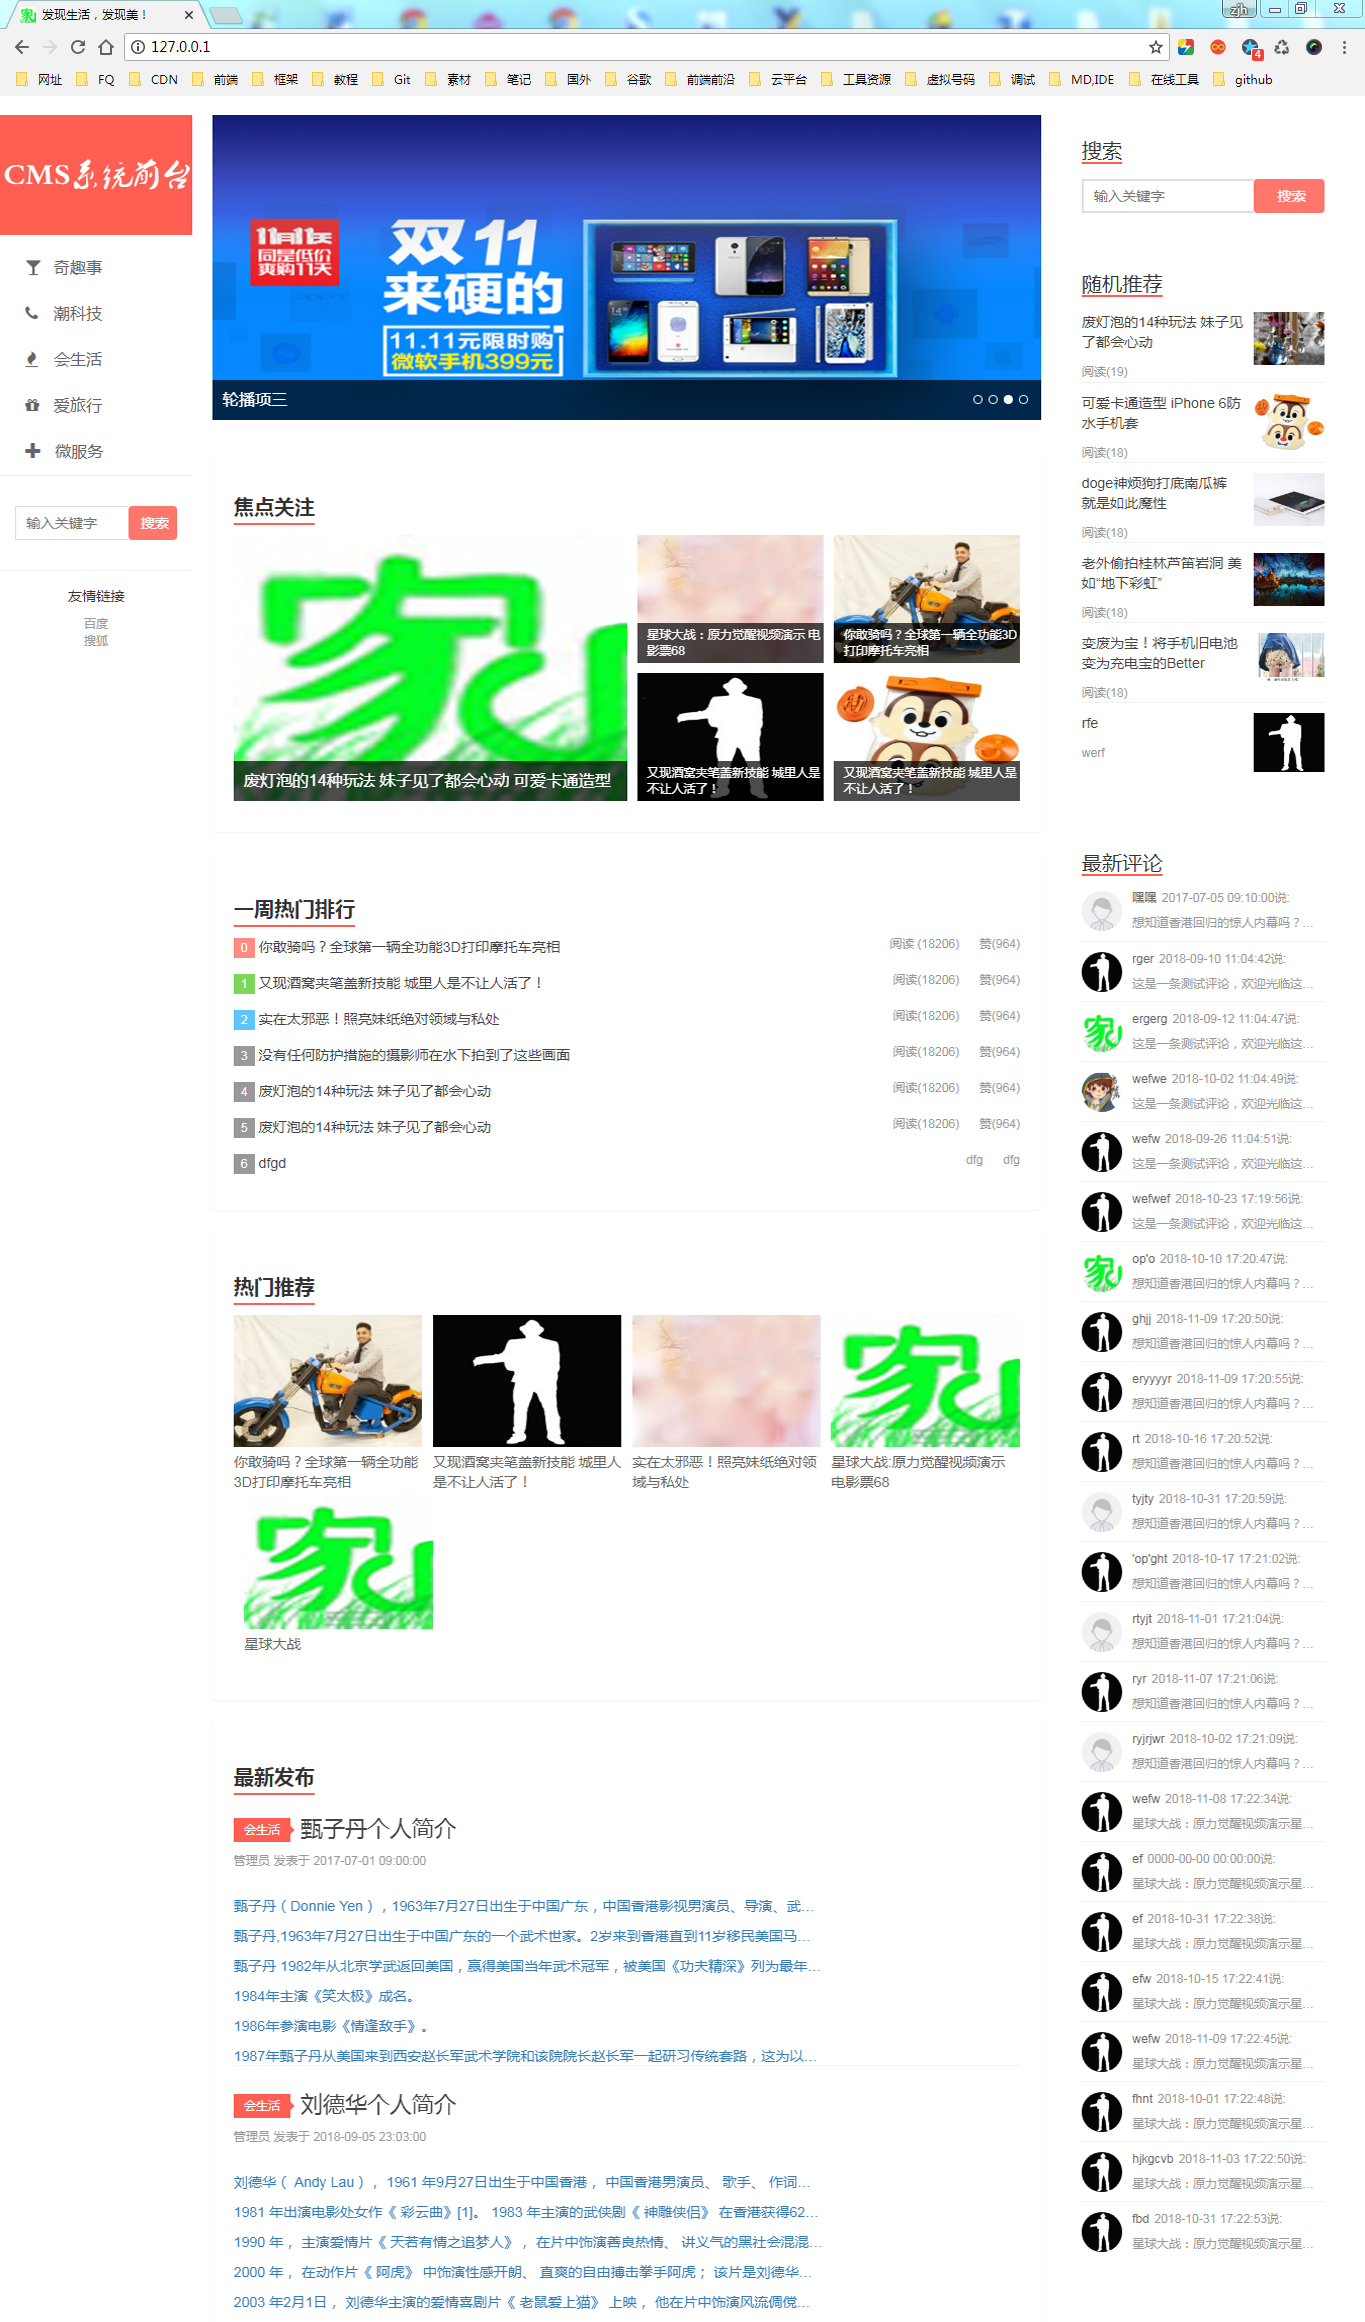 发现生活，发现美！
zjh
127.0.0.1
4
网址 FQ CDN 前端 框架 教程 Git 素材 笔记 国外 谷歌 前端前沿 云平台 工具资源 虚拟号码 调试 MD,IDE 在线工具 github
CMS系统前台
奇趣事
潮科技
会生活
爱旅行
微服务
输入关键字 搜索
友情链接
百度
搜狐
11月11天
同是低价
爽购11天
双11
来硬的
11.11元限时购
微软手机399元
轮播项三
焦点关注
废灯泡的14种玩法 妹子见了都会心动 可爱卡通造型
星球大战：原力觉醒视频演示 电影票68
你敢骑吗？全球第一辆全功能3D打印摩托车亮相
又现酒窝夹笔盖新技能 城里人是不让人活了！
又现酒窝夹笔盖新技能 城里人是不让人活了！
一周热门排行
0 你敢骑吗？全球第一辆全功能3D打印摩托车亮相 阅读 (18206) 赞(964)
1 又现酒窝夹笔盖新技能 城里人是不让人活了！ 阅读(18206) 赞(964)
2 实在太邪恶！照亮妹纸绝对领域与私处 阅读(18206) 赞(964)
3 没有任何防护措施的摄影师在水下拍到了这些画面 阅读(18206) 赞(964)
4 废灯泡的14种玩法 妹子见了都会心动 阅读(18206) 赞(964)
5 废灯泡的14种玩法 妹子见了都会心动 阅读(18206) 赞(964)
6 dfgd dfg dfg
热门推荐
你敢骑吗？全球第一辆全功能3D打印摩托车亮相
又现酒窝夹笔盖新技能 城里人是不让人活了！
实在太邪恶！照亮妹纸绝对领域与私处
星球大战:原力觉醒视频演示 电影票68
星球大战
最新发布
会生活 甄子丹个人简介
管理员 发表于 2017-07-01 09:00:00
甄子丹（Donnie Yen），1963年7月27日出生于中国广东，中国香港影视男演员、导演、武...
甄子丹,1963年7月27日出生于中国广东的一个武术世家。2岁来到香港直到11岁移民美国马...
甄子丹 1982年从北京学武返回美国，赢得美国当年武术冠军，被美国《功夫精深》列为最年...
1984年主演《笑太极》成名。
1986年参演电影《情逢敌手》。
1987年甄子丹从美国来到西安赵长军武术学院和该院院长赵长军一起研习传统套路，这为以...
会生活 刘德华个人简介
管理员 发表于 2018-09-05 23:03:00
刘德华（ Andy Lau）， 1961 年9月27日出生于中国香港， 中国香港男演员、 歌手、 作词...
1981 年出演电影处女作《 彩云曲》[1]。 1983 年主演的武侠剧《 神雕侠侣》 在香港获得62...
1990 年， 主演爱情片《 天若有情之追梦人》， 在片中饰演善良热情、 讲义气的黑社会混混...
2000 年， 在动作片《 阿虎》 中饰演性感开朗、 直爽的自由搏击拳手阿虎； 该片是刘德华...
2003 年2月1日， 刘德华主演的爱情喜剧片《 老鼠爱上猫》 上映， 他在片中饰演风流倜傥...
搜索
输入关键字 搜索
随机推荐
废灯泡的14种玩法 妹子见了都会心动
阅读(19)
可爱卡通造型 iPhone 6防水手机套
阅读(18)
doge神烦狗打底南瓜裤 就是如此魔性
阅读(18)
老外偷拍桂林芦笛岩洞 美如“地下彩虹”
阅读(18)
变废为宝！将手机旧电池变为充电宝的Better
阅读(18)
rfe
werf
最新评论
嘿嘿 2017-07-05 09:10:00说:
想知道香港回归的惊人内幕吗？...
rger 2018-09-10 11:04:42说:
这是一条测试评论，欢迎光临这...
ergerg 2018-09-12 11:04:47说:
这是一条测试评论，欢迎光临这...
wefwe 2018-10-02 11:04:49说:
这是一条测试评论，欢迎光临这...
wefw 2018-09-26 11:04:51说:
这是一条测试评论，欢迎光临这...
wefwef 2018-10-23 17:19:56说:
这是一条测试评论，欢迎光临这...
op'o 2018-10-10 17:20:47说:
想知道香港回归的惊人内幕吗？...
ghjj 2018-11-09 17:20:50说:
想知道香港回归的惊人内幕吗？...
eryyyyr 2018-11-09 17:20:55说:
想知道香港回归的惊人内幕吗？...
rt 2018-10-16 17:20:52说:
想知道香港回归的惊人内幕吗？...
tyjty 2018-10-31 17:20:59说:
想知道香港回归的惊人内幕吗？...
'op'ght 2018-10-17 17:21:02说:
想知道香港回归的惊人内幕吗？...
rtyjt 2018-11-01 17:21:04说:
想知道香港回归的惊人内幕吗？...
ryr 2018-11-07 17:21:06说:
想知道香港回归的惊人内幕吗？...
ryjrjwr 2018-10-02 17:21:09说:
想知道香港回归的惊人内幕吗？...
wefw 2018-11-08 17:22:34说:
星球大战：原力觉醒视频演示星...
ef 0000-00-00 00:00:00说:
星球大战：原力觉醒视频演示星...
ef 2018-10-31 17:22:38说:
星球大战：原力觉醒视频演示星...
efw 2018-10-15 17:22:41说:
星球大战：原力觉醒视频演示星...
wefw 2018-11-09 17:22:45说:
星球大战：原力觉醒视频演示星...
fhnt 2018-10-01 17:22:48说:
星球大战：原力觉醒视频演示星...
hjkgcvb 2018-11-03 17:22:50说:
星球大战：原力觉醒视频演示星...
fbd 2018-10-31 17:22:53说:
星球大战：原力觉醒视频演示星...